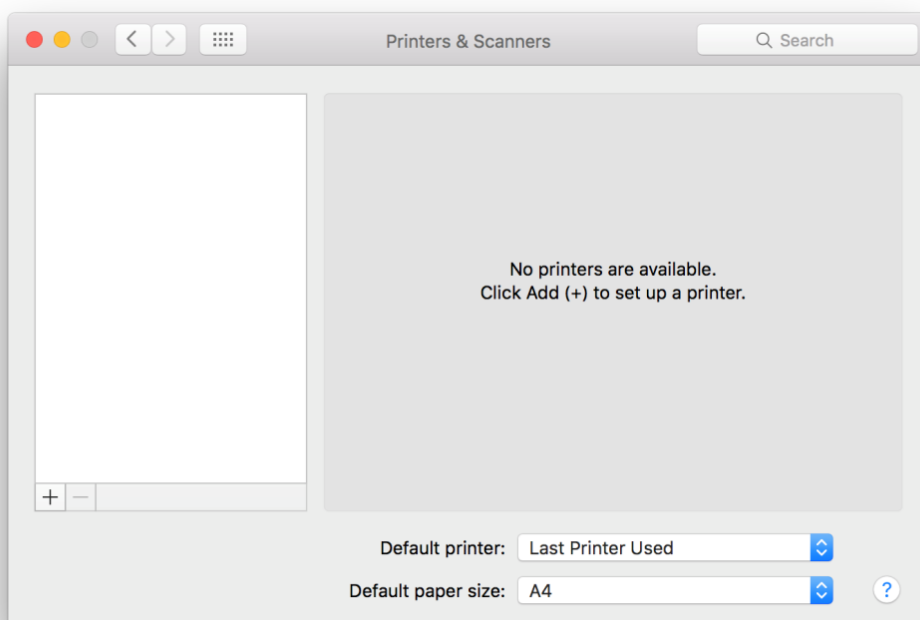 Printers & Scanners
Search
No printers are available.
Click Add (+) to set up a printer.
Default printer: Last Printer Used
Default paper size: A4
?